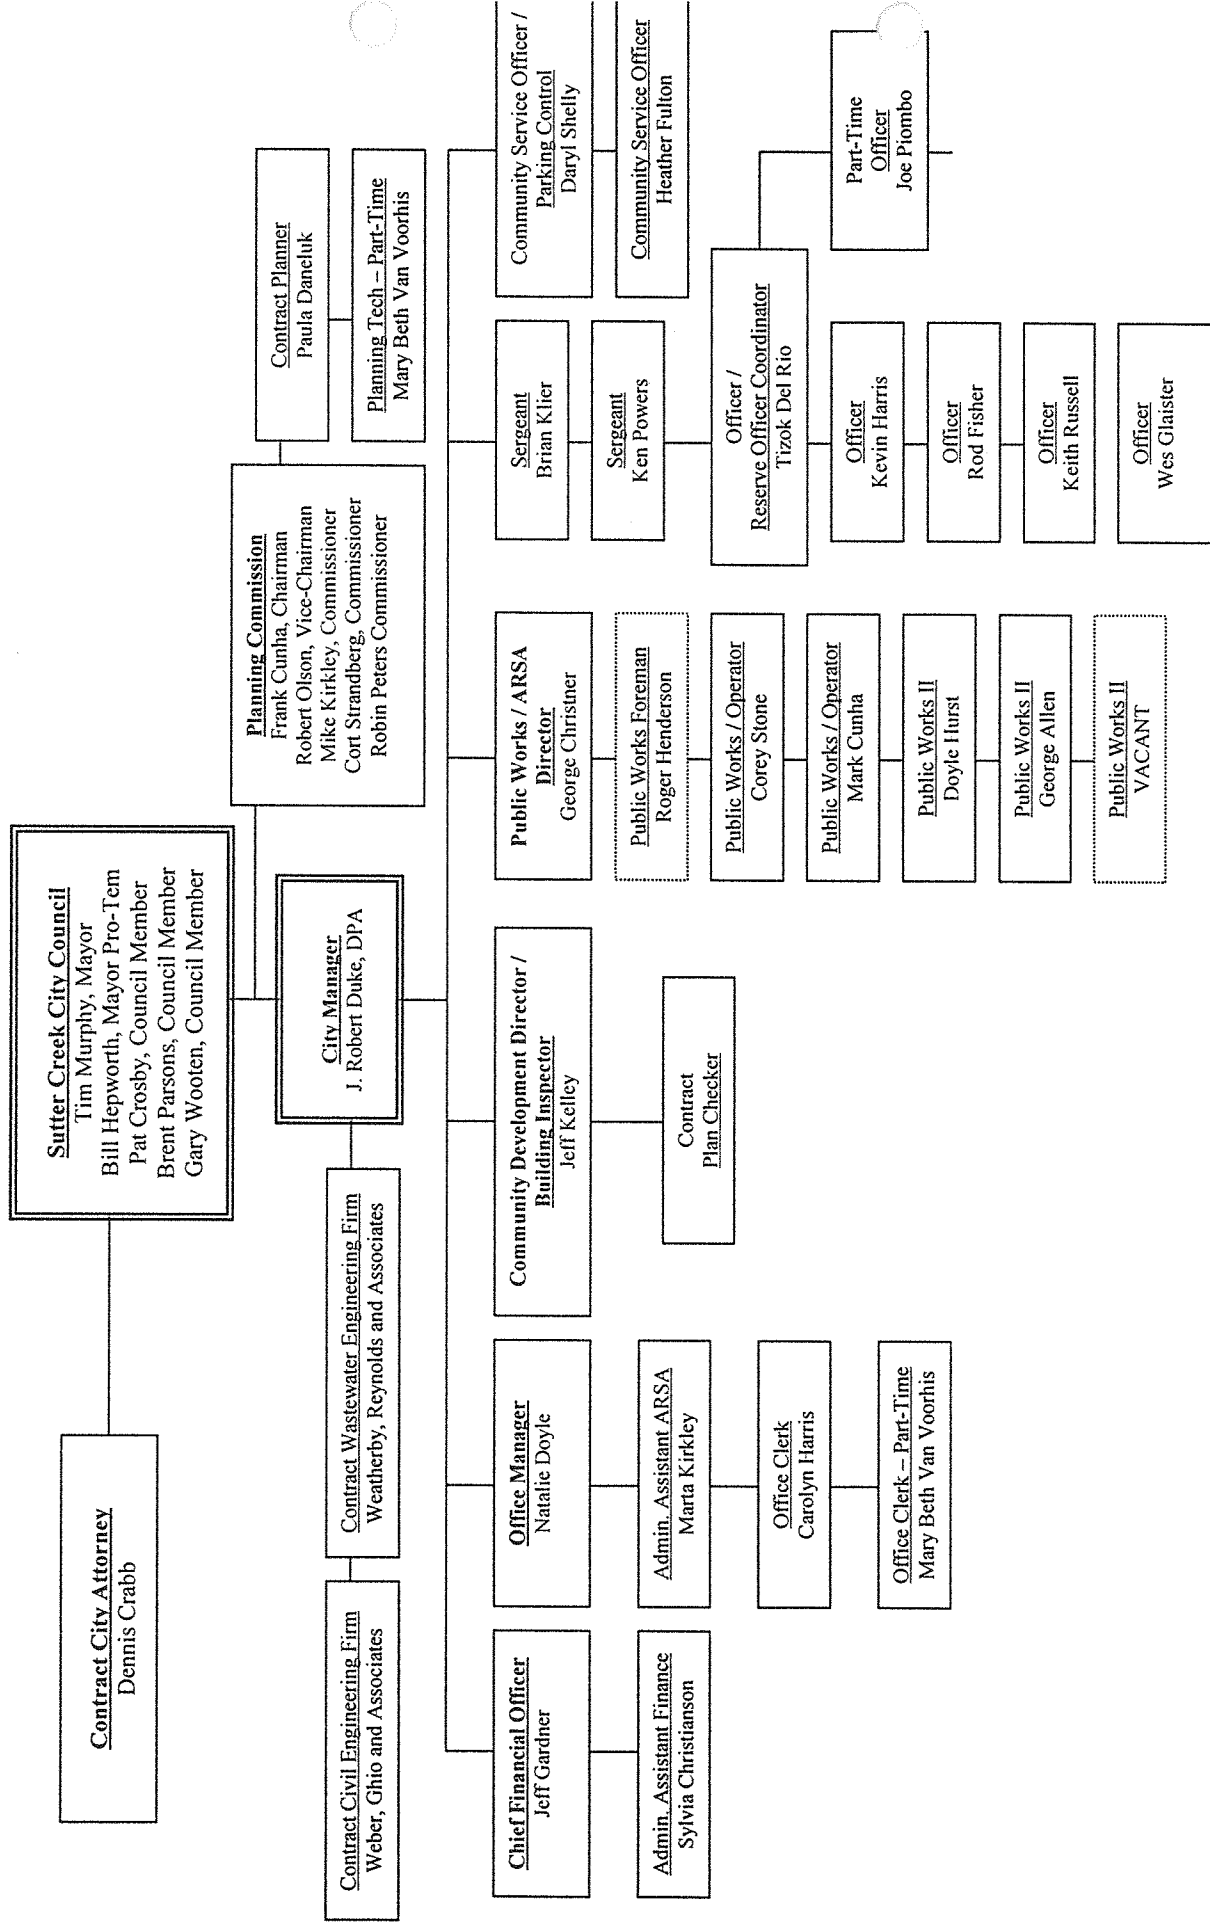 Sutter Creek City Council
Tim Murphy, Mayor
Bill Hepworth, Mayor Pro-Tem
Pat Crosby, Council Member
Brent Parsons, Council Member
Gary Wooten, Council Member
Contract City Attorney
Dennis Crabb
Planning Commission
Frank Cunha, Chairman
Robert Olson, Vice-Chairman
Mike Kirkley, Commissioner
Cort Strandberg, Commissioner
Robin Peters Commissioner
Contract Planner
Paula Daneluk
Planning Tech – Part-Time
Mary Beth Van Voorhis
City Manager
J. Robert Duke, DPA
Contract Civil Engineering Firm
Weber, Ghio and Associates
Contract Wastewater Engineering Firm
Weatherby, Reynolds and Associates
Chief Financial Officer
Jeff Gardner
Admin. Assistant Finance
Sylvia Christianson
Office Manager
Natalie Doyle
Admin. Assistant ARSA
Marta Kirkley
Office Clerk
Carolyn Harris
Office Clerk – Part-Time
Mary Beth Van Voorhis
Community Development Director /
Building Inspector
Jeff Kelley
Contract
Plan Checker
Public Works / ARSA
Director
George Christner
Public Works Foreman
Roger Henderson
Public Works / Operator
Corey Stone
Public Works / Operator
Mark Cunha
Public Works II
Doyle Hurst
Public Works II
George Allen
Public Works II
VACANT
Sergeant
Brian Klier
Sergeant
Ken Powers
Officer /
Reserve Officer Coordinator
Tizok Del Rio
Officer
Kevin Harris
Officer
Rod Fisher
Officer
Keith Russell
Officer
Wes Glaister
Community Service Officer /
Parking Control
Daryl Shelly
Community Service Officer
Heather Fulton
Part-Time
Officer
Joe Piombo